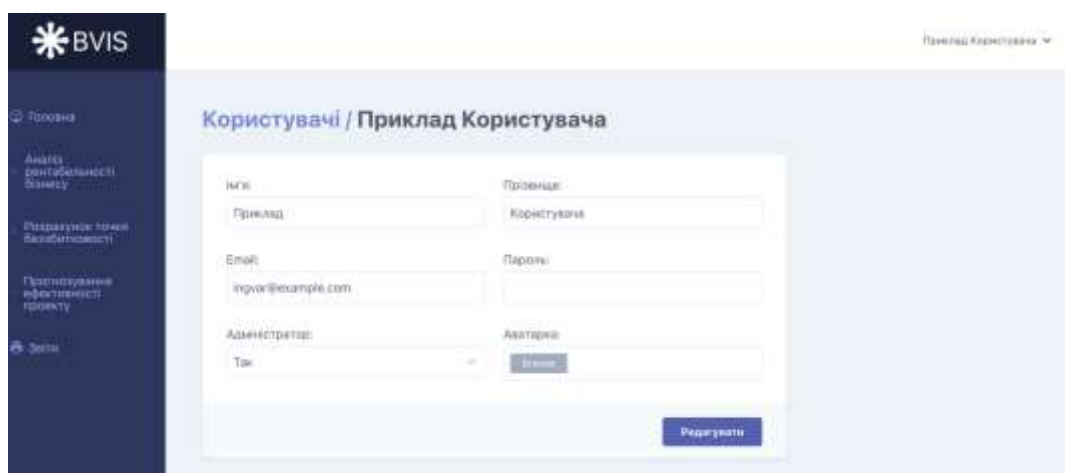 BVIS
Приклад Користувача
Головна
Користувачі / Приклад Користувача
Аналіз
рентабельності
бізнесу
Ім'я:
Прізвище:
Приклад
Користувача
Розрахунок точки
беззбитковості
Email:
Пароль:
Прогнозування
ефективності
проекту
ingvar@example.com
Адміністратор:
Аватарка:
Звіти
Так
Browse
Редагувати